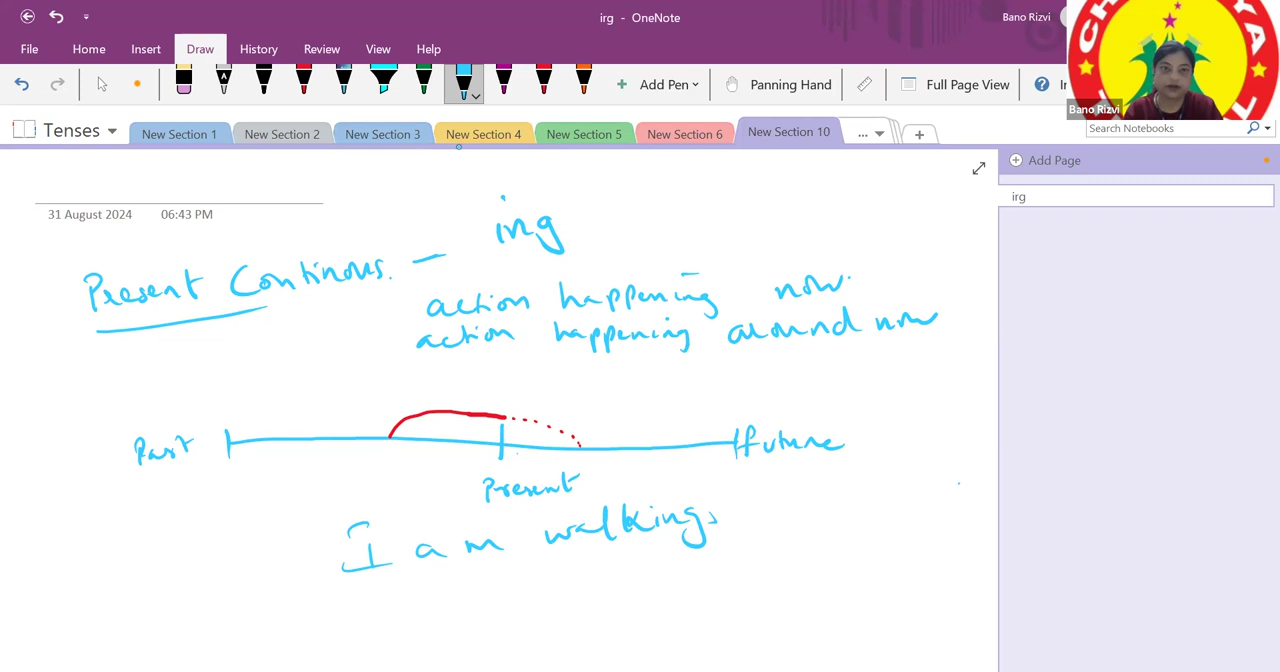 irg - OneNote
Bano Rizvi
File Home Insert Draw History Review View Help
Add Pen Panning Hand Full Page View
Bano Rizvi
Tenses New Section 1 New Section 2 New Section 3 New Section 4 New Section 5 New Section 6 New Section 10 ...
Search Notebooks
Add Page
irg
31 August 2024 06:43 PM
ing
Present Continous. —
action happening now.
action happening around now
Past
future
Present
I am walking